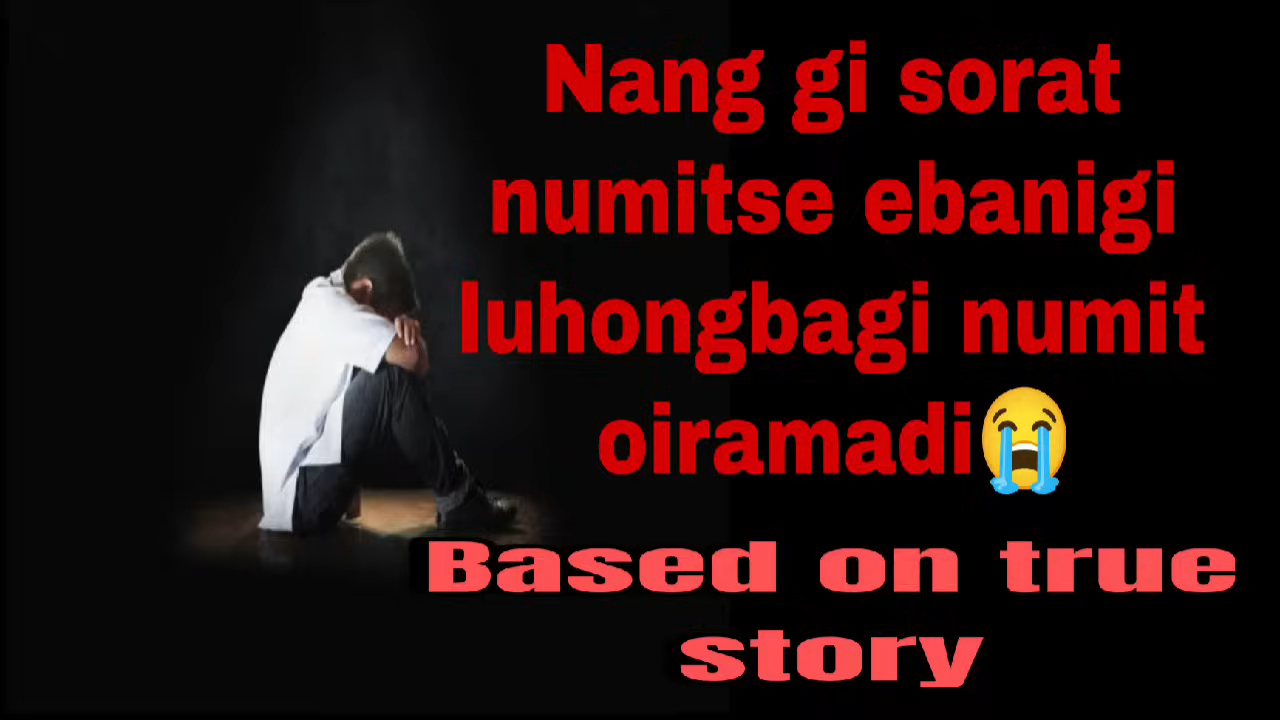 Nang gi sorat
numitse ebanigi
luhongbagi numit
oiramadi😭
Based on true
story